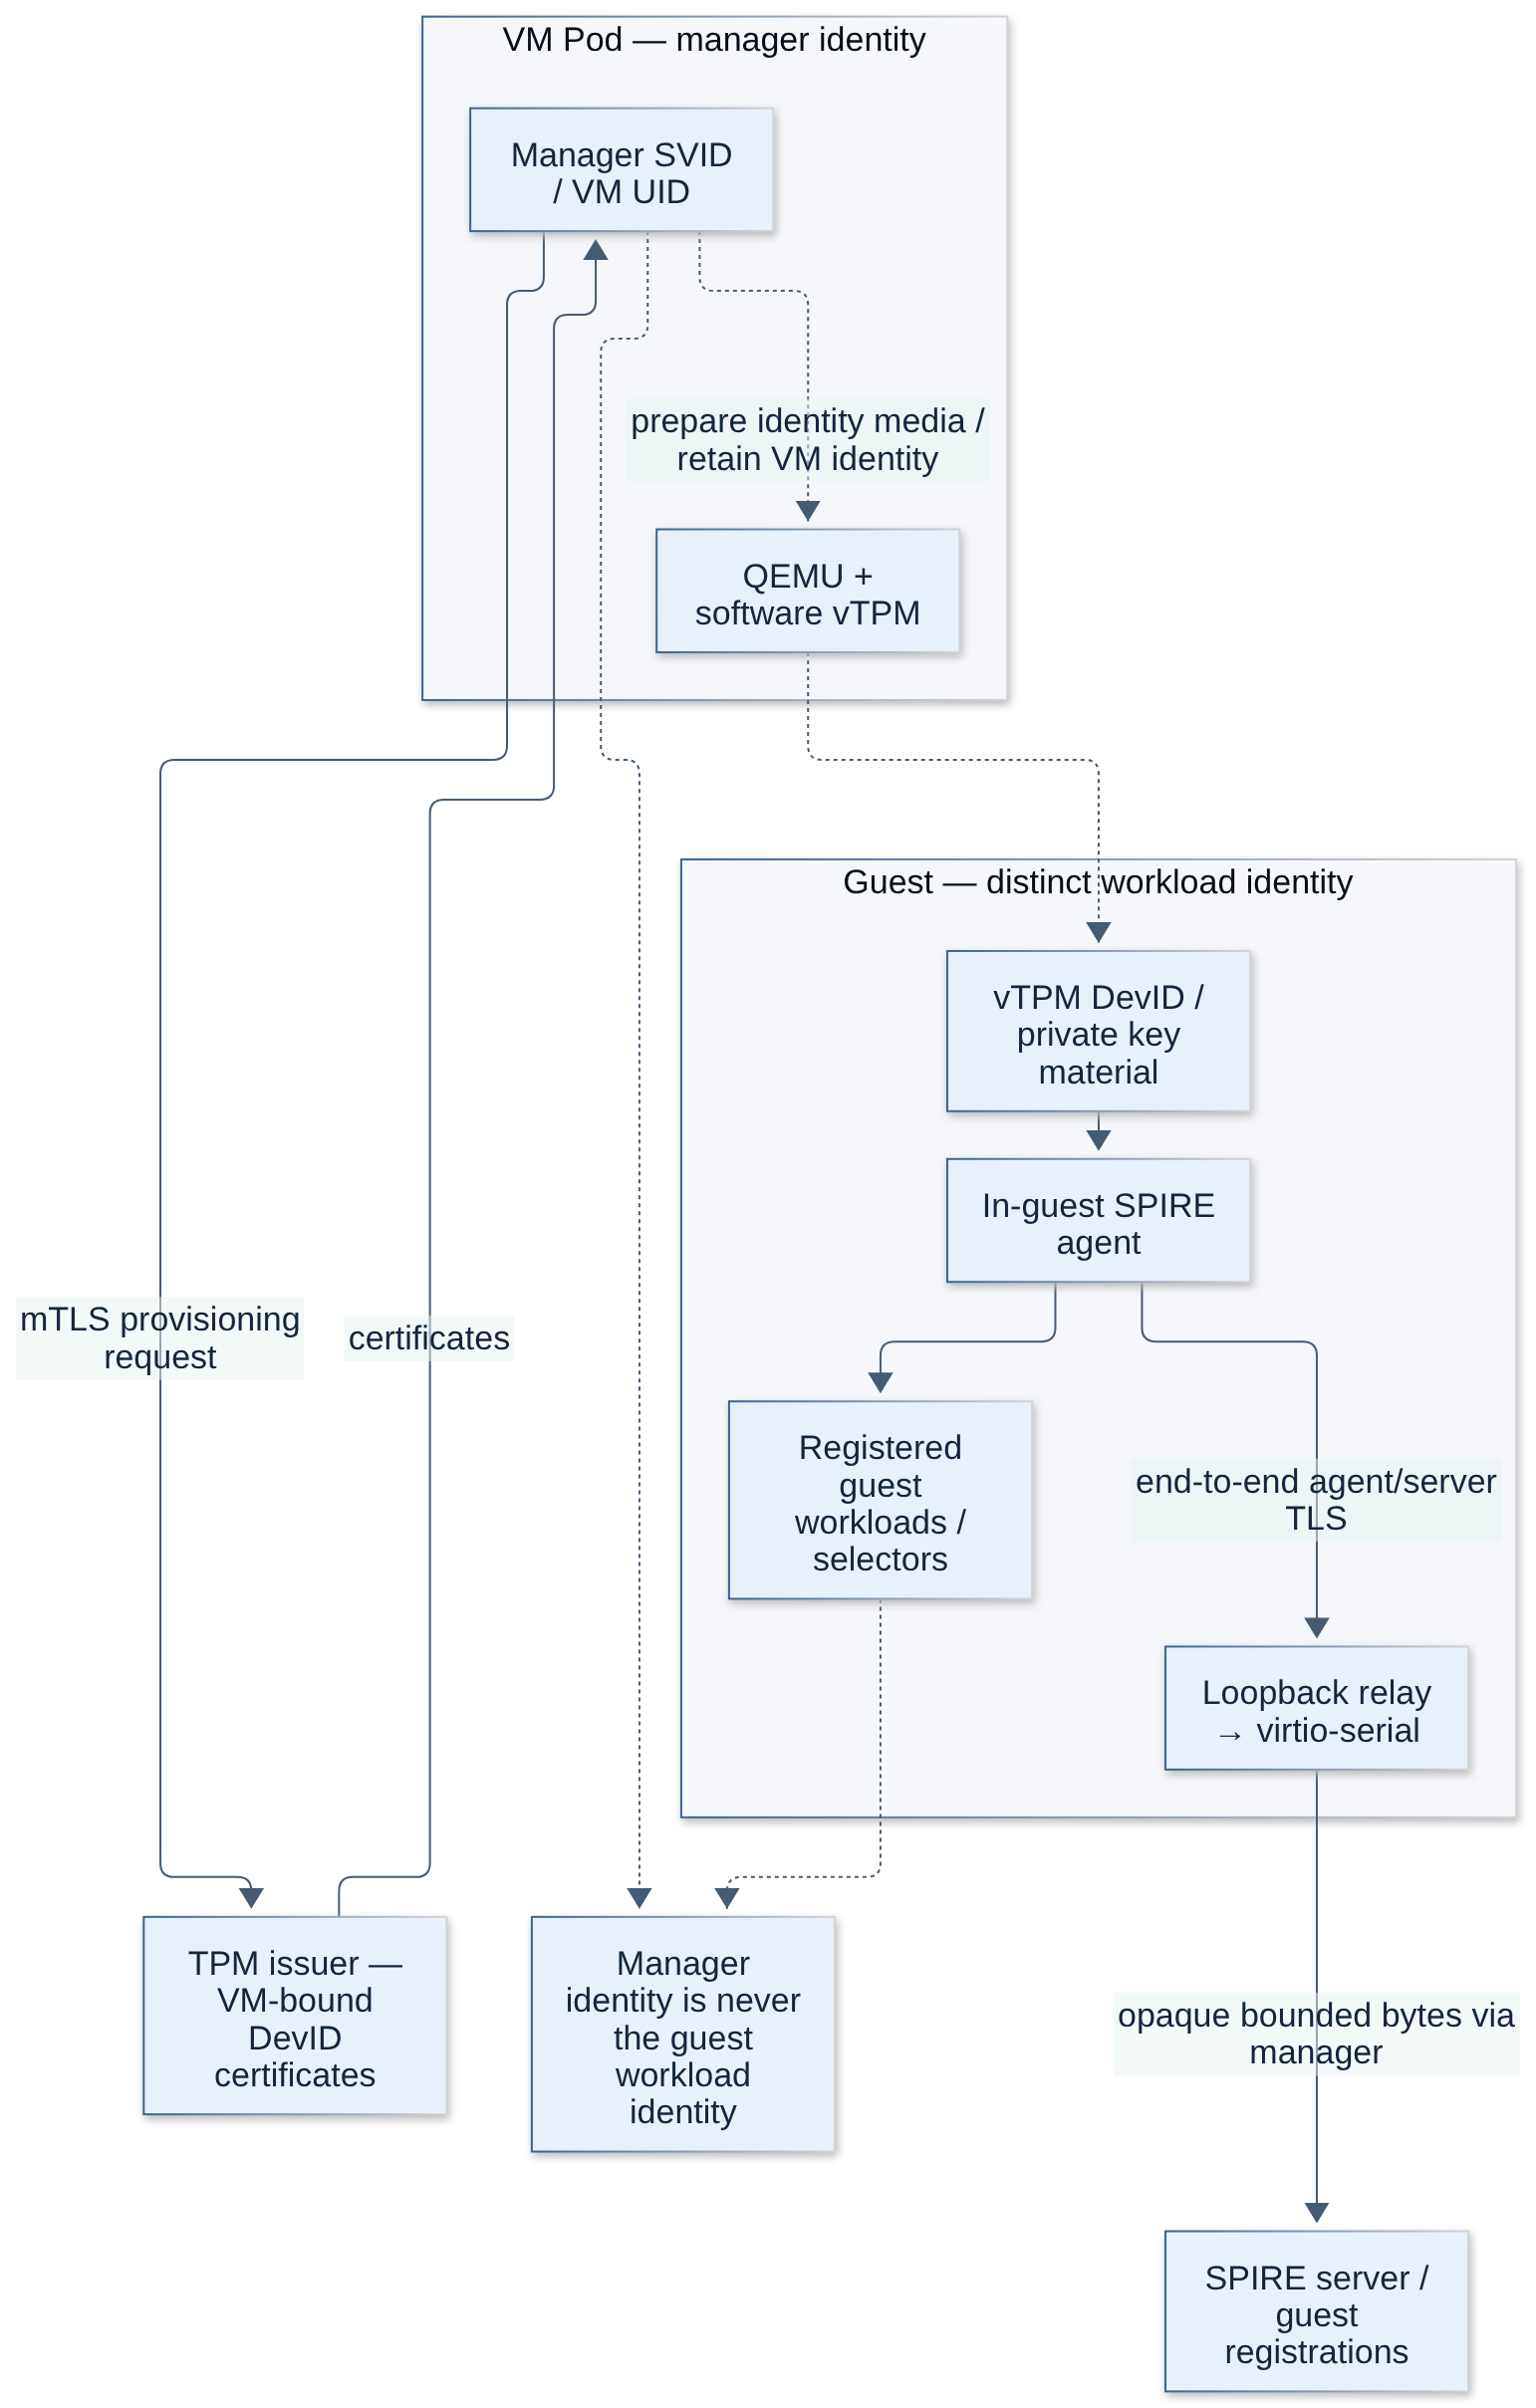 VM Pod — manager identity
Manager SVID
/ VM UID
prepare identity media /
retain VM identity
QEMU +
software vTPM
Guest — distinct workload identity
vTPM DevID /
private key
material
In-guest SPIRE
agent
mTLS provisioning
request
certificates
Registered
guest
workloads /
selectors
end-to-end agent/server
TLS
Loopback relay
→ virtio-serial
TPM issuer —
VM-bound
DevID
certificates
Manager
identity is never
the guest
workload
identity
opaque bounded bytes via
manager
SPIRE server /
guest
registrations